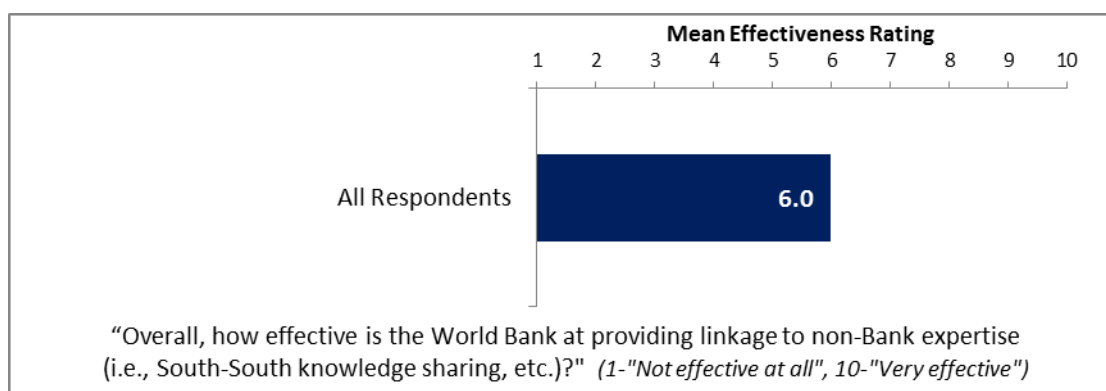 Mean Effectiveness Rating
1 2 3 4 5 6 7 8 9 10
All Respondents 6.0
“Overall, how effective is the World Bank at providing linkage to non-Bank expertise
(i.e., South-South knowledge sharing, etc.)?" (1-"Not effective at all", 10-"Very effective")